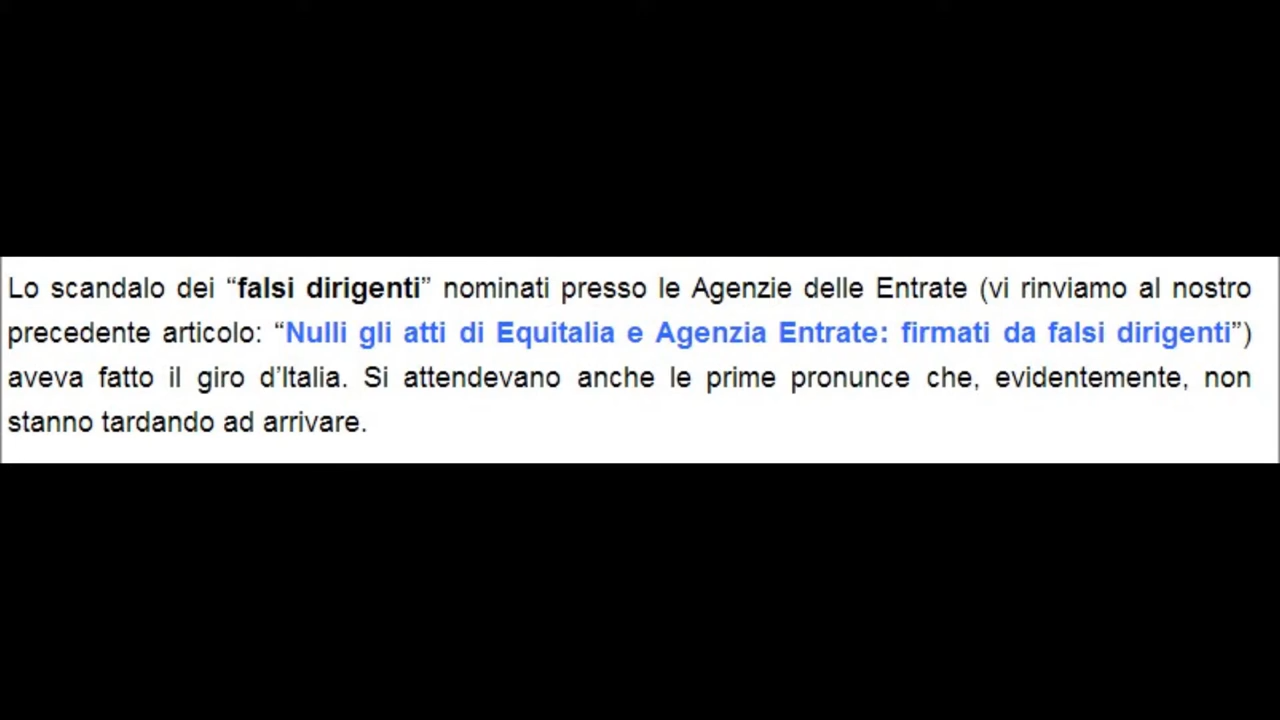 Lo scandalo dei “falsi dirigenti” nominati presso le Agenzie delle Entrate (vi rinviamo al nostro
precedente articolo: “Nulli gli atti di Equitalia e Agenzia Entrate: firmati da falsi dirigenti”)
aveva fatto il giro d’Italia. Si attendevano anche le prime pronunce che, evidentemente, non
stanno tardando ad arrivare.